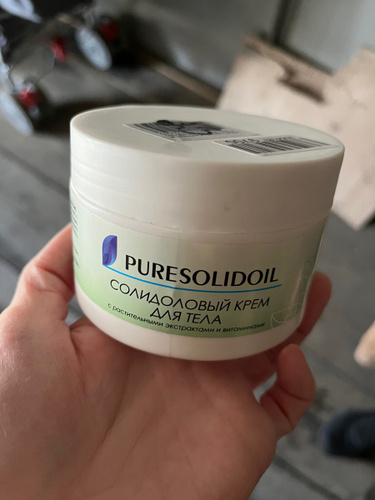 PURESOLIDOIL
СОЛИДОЛОВЫЙ КРЕМ
ДЛЯ ТЕЛА
с растительными экстрактами и витаминами